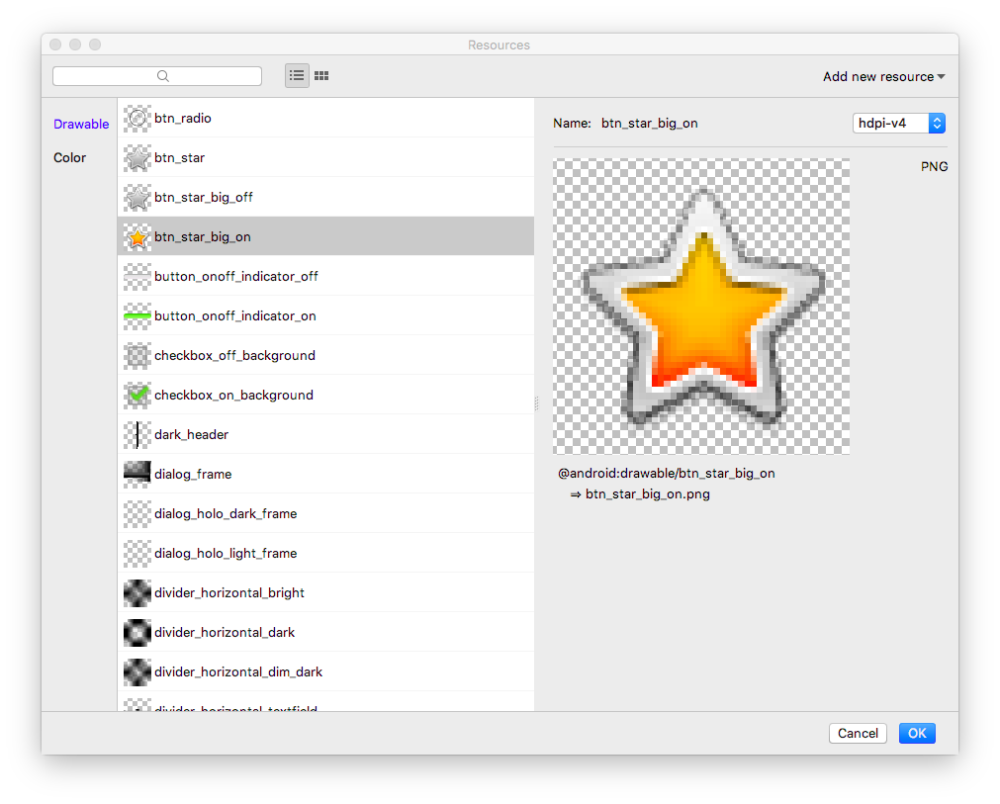 Resources
Add new resource
Drawable
Color
btn_radio
btn_star
btn_star_big_off
btn_star_big_on
button_onoff_indicator_off
button_onoff_indicator_on
checkbox_off_background
checkbox_on_background
dark_header
dialog_frame
dialog_holo_dark_frame
dialog_holo_light_frame
divider_horizontal_bright
divider_horizontal_dark
divider_horizontal_dim_dark
divider_horizontal_textfield
Name: btn_star_big_on
hdpi-v4
PNG
@android:drawable/btn_star_big_on
⇒ btn_star_big_on.png
Cancel
OK